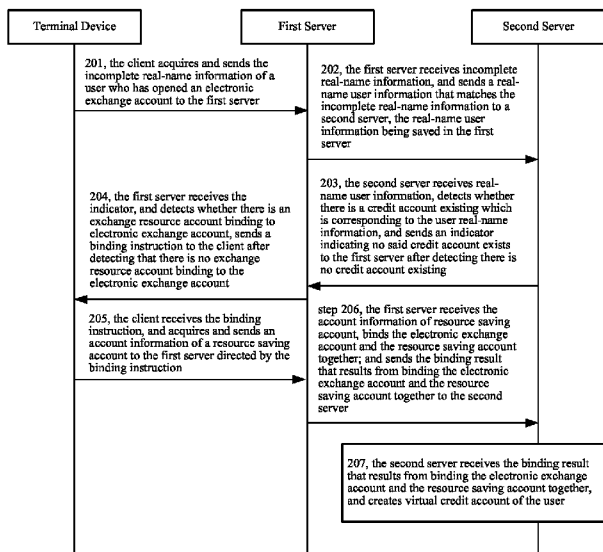 Terminal Device
First Server
Second Server
201, the client acquires and sends the
incomplete real-name information of a
user who has opened an electronic
exchange account to the first server
202, the first server receives incomplete
real-name information, and sends a real-
name user information that matches the
incomplete real-name information to a
second server, the real-name user
information being saved in the first
server
203, the second server receives real-
name user information, detects whether
there is a credit account existing which
is corresponding to the user real-name
information, and sends an indicator
indicating no said credit account exists
to the first server after detecting there is
no credit account existing
204, the first server receives the
indicator, and detects whether there is an
exchange resource account binding to
electronic exchange account, sends a
binding instruction to the client after
detecting that there is no exchange
resource account binding to the
electronic exchange account
205, the client receives the binding
instruction, and acquires and sends an
account information of a resource saving
account to the first server directed by the
binding instruction
step 206, the first server receives the
account information of resource saving
account, binds the electronic exchange
account and the resource saving account
together; and sends the binding result
that results from binding the electronic
exchange account and the resource
saving account together to the second
server
207, the second server receives the binding result
that results from binding the electronic exchange
account and the resource saving account together,
and creates virtual credit account of the user